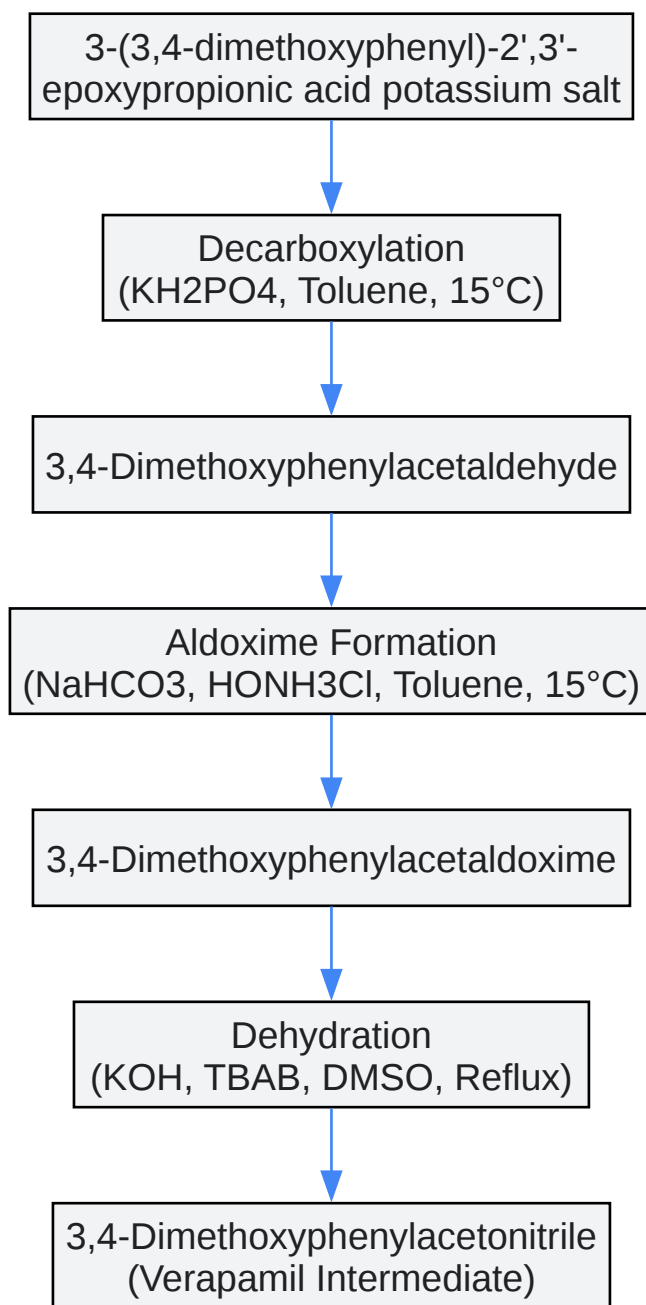 3-(3,4-dimethoxyphenyl)-2',3'-
epoxypropionic acid potassium salt
Decarboxylation
(KH2PO4, Toluene, 15°C)
3,4-Dimethoxyphenylacetaldehyde
Aldoxime Formation
(NaHCO3, HONH3Cl, Toluene, 15°C)
3,4-Dimethoxyphenylacetaldoxime
Dehydration
(KOH, TBAB, DMSO, Reflux)
3,4-Dimethoxyphenylacetonitrile
(Verapamil Intermediate)